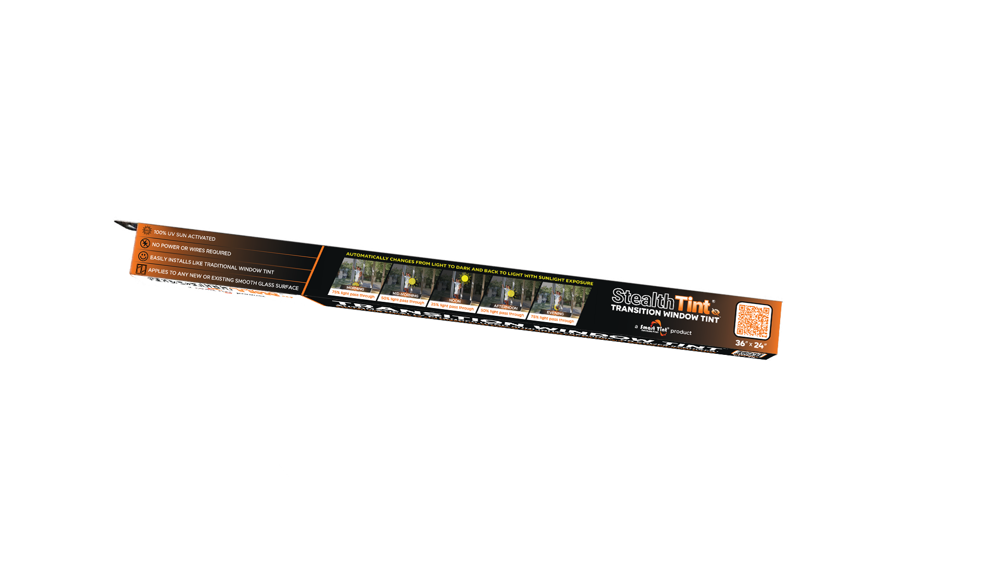 100% UV SUN ACTIVATED
NO POWER OR WIRES REQUIRED
EASILY INSTALLS LIKE TRADITIONAL WINDOW TINT
APPLIES TO ANY NEW OR EXISTING SMOOTH GLASS SURFACE
AUTOMATICALLY CHANGES FROM LIGHT TO DARK AND BACK TO LIGHT WITH SUNLIGHT EXPOSURE
MORNING
75% light pass through
MID-MORNING
50% light pass through
NOON
25% light pass through
AFTERNOON
50% light pass through
EVENING
75% light pass through
StealthTint®
TRANSITION WINDOW TINT
a Smart Tint® product
36" x 24"
TRANSITION WINDOW TINT
product